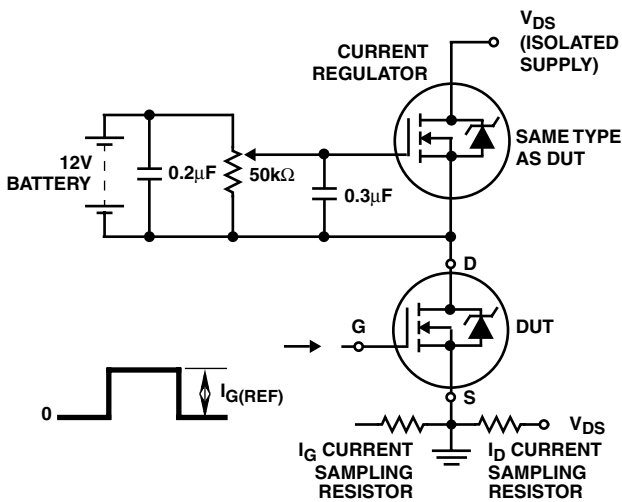 V_DS
(ISOLATED
SUPPLY)
CURRENT
REGULATOR
SAME TYPE
AS DUT
12V
BATTERY
0.2μF
50kΩ
0.3μF
D
DUT
G
0
I_G(REF)
S
V_DS
I_G CURRENT
SAMPLING
RESISTOR
I_D CURRENT
SAMPLING
RESISTOR